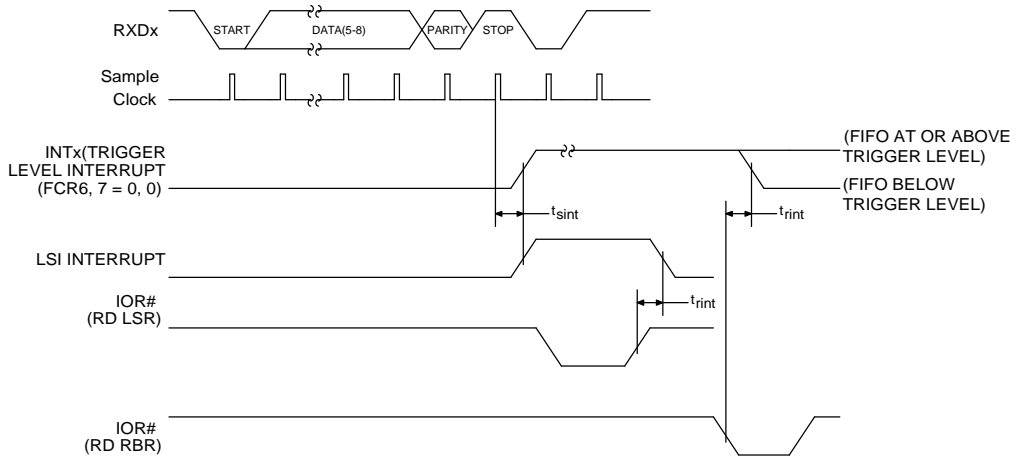 RXDx
START
DATA(5-8)
PARITY
STOP
Sample
Clock
INTx(TRIGGER
LEVEL INTERRUPT
(FCR6, 7 = 0, 0)
(FIFO AT OR ABOVE
TRIGGER LEVEL)
(FIFO BELOW
TRIGGER LEVEL)
tsint
trint
LSI INTERRUPT
IOR#
(RD LSR)
trint
IOR#
(RD RBR)